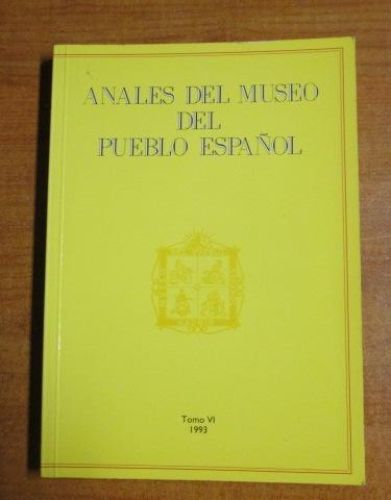 ANALES DEL MUSEO
DEL
PUEBLO ESPAÑOL
Tomo VI
1993